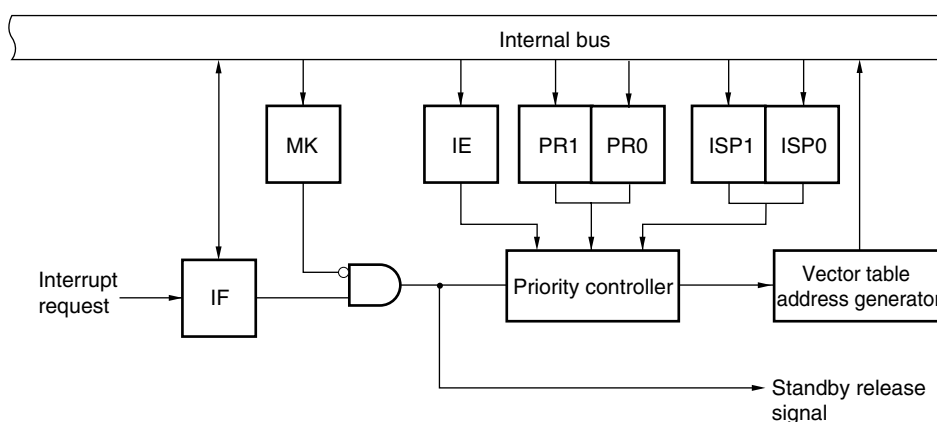 Internal bus
MK
IE
PR1
PR0
ISP1
ISP0
Interrupt
request
IF
Priority controller
Vector table
address generator
Standby release
signal